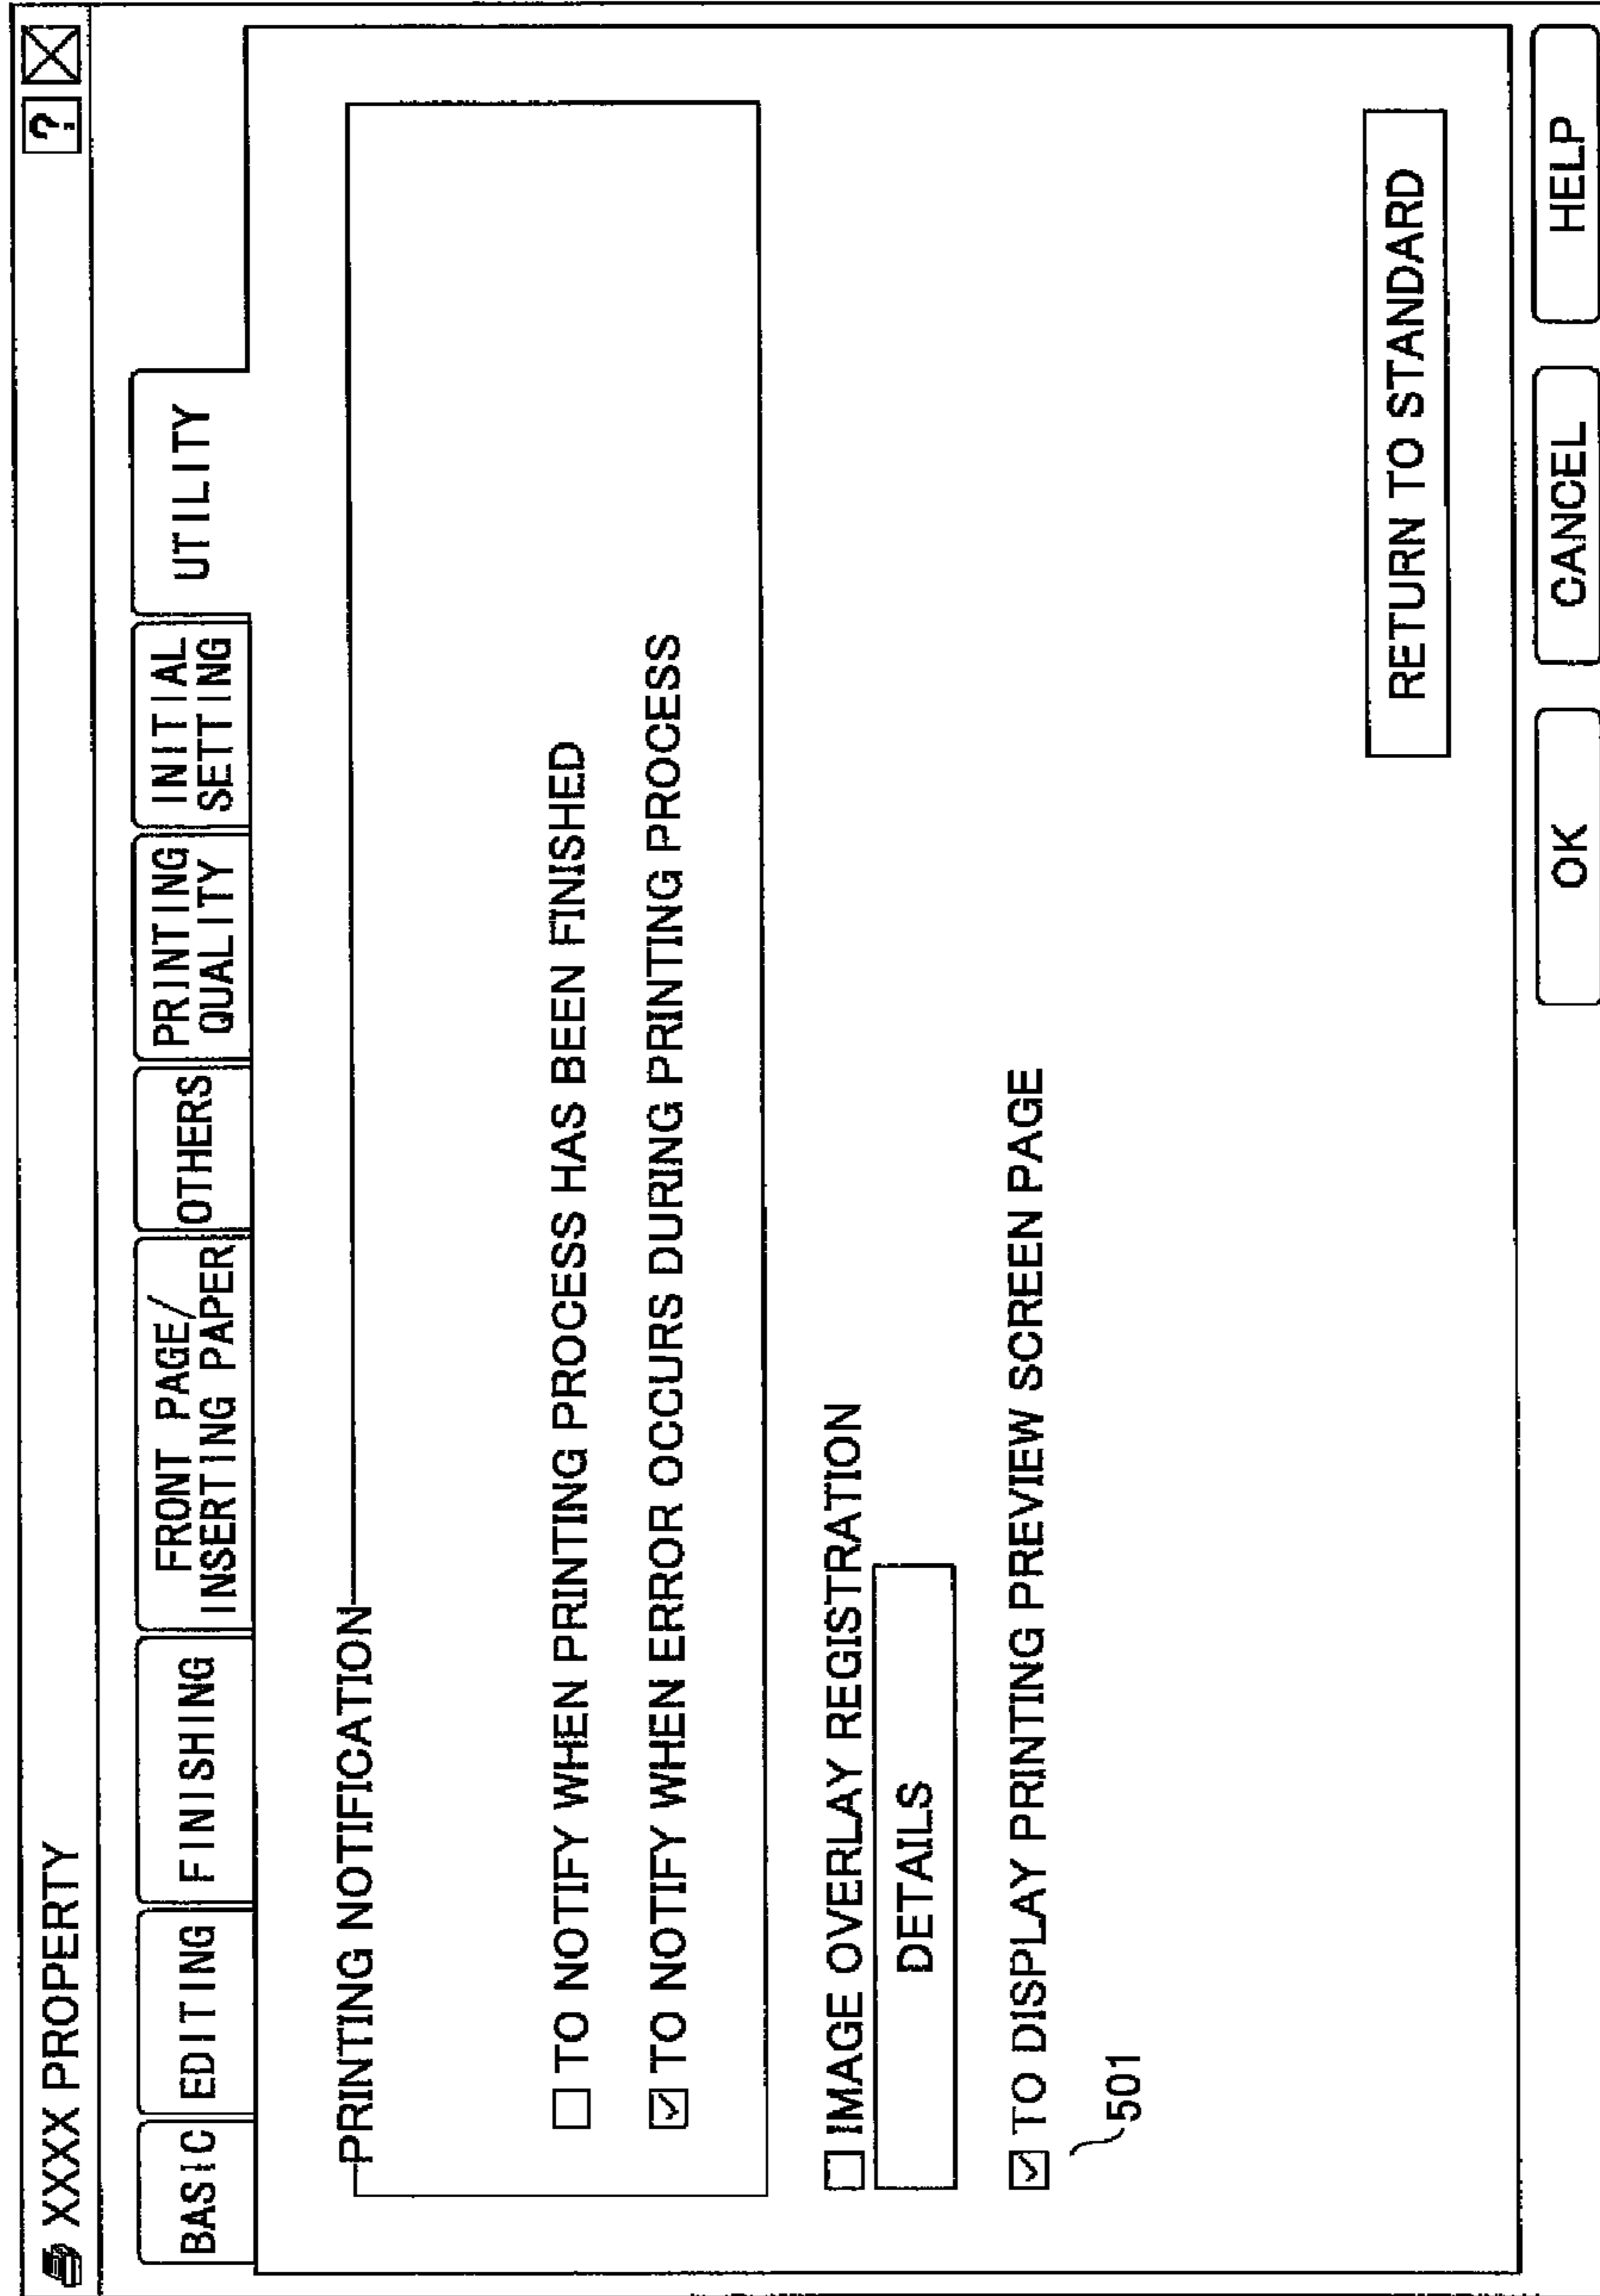 XXXX PROPERTY
?
BASIC
EDITING
FINISHING
FRONT PAGE/
INSERTING PAPER
OTHERS
PRINTING
QUALITY
INITIAL
SETTING
UTILITY
PRINTING NOTIFICATION
TO NOTIFY WHEN PRINTING PROCESS HAS BEEN FINISHED
TO NOTIFY WHEN ERROR OCCURS DURING PRINTING PROCESS
IMAGE OVERLAY REGISTRATION
DETAILS
TO DISPLAY PRINTING PREVIEW SCREEN PAGE
501
RETURN TO STANDARD
OK
CANCEL
HELP